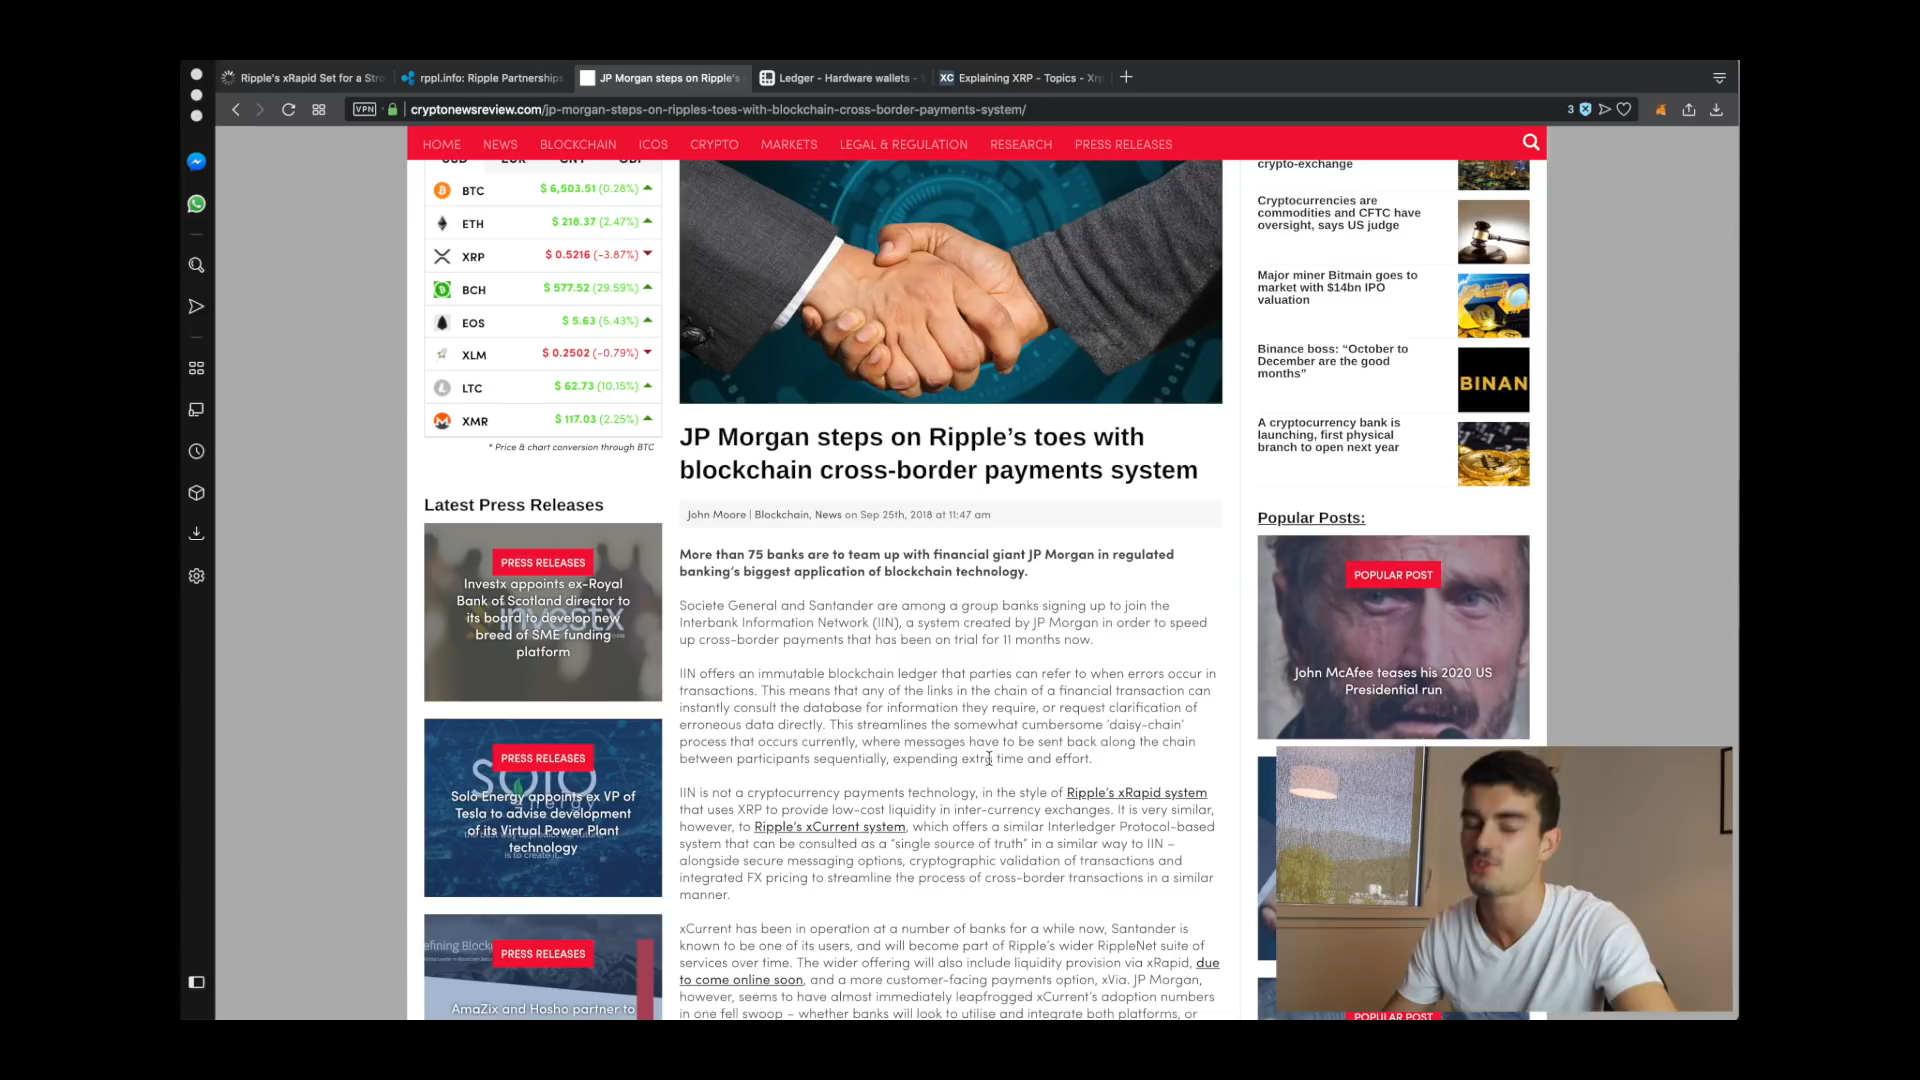 Ripple's xRapid Set for a Stro
rppl.info: Ripple Partnerships
JP Morgan steps on Ripple's
Ledger - Hardware wallets -
XC Explaining XRP - Topics - Xrp
VPN cryptonewsreview.com/jp-morgan-steps-on-ripples-toes-with-blockchain-cross-border-payments-system/
3
HOME NEWS BLOCKCHAIN ICOS CRYPTO MARKETS LEGAL & REGULATION RESEARCH PRESS RELEASES
USD EUR CNY GBP
BTC $ 6,503.51 (0.28%)
ETH $ 218.37 (2.47%)
XRP $ 0.5216 (-3.87%)
BCH $ 577.52 (29.59%)
EOS $ 5.63 (5.43%)
XLM $ 0.2502 (-0.79%)
LTC $ 62.73 (10.15%)
XMR $ 117.03 (2.25%)
* Price & chart conversion through BTC
Latest Press Releases
PRESS RELEASES
Investx appoints ex-Royal
Bank of Scotland director to
its board to develop new
breed of SME funding
platform
investx
PRESS RELEASES
Solo Energy appoints ex VP of
Tesla to advise development
of its Virtual Power Plant
technology
SOLO
energy
is to create it...
PRESS RELEASES
efining Block
AmaZix and Hosho partner to
JP Morgan steps on Ripple's toes with
blockchain cross-border payments system
John Moore | Blockchain, News on Sep 25th, 2018 at 11:47 am
More than 75 banks are to team up with financial giant JP Morgan in regulated
banking's biggest application of blockchain technology.
Societe General and Santander are among a group banks signing up to join the
Interbank Information Network (IIN), a system created by JP Morgan in order to speed
up cross-border payments that has been on trial for 11 months now.
IIN offers an immutable blockchain ledger that parties can refer to when errors occur in
transactions. This means that any of the links in the chain of a financial transaction can
instantly consult the database for information they require, or request clarification of
erroneous data directly. This streamlines the somewhat cumbersome 'daisy-chain'
process that occurs currently, where messages have to be sent back along the chain
between participants sequentially, expending extra time and effort.
IIN is not a cryptocurrency payments technology, in the style of Ripple's xRapid system
that uses XRP to provide low-cost liquidity in inter-currency exchanges. It is very similar,
however, to Ripple's xCurrent system, which offers a similar Interledger Protocol-based
system that can be consulted as a "single source of truth" in a similar way to IIN –
alongside secure messaging options, cryptographic validation of transactions and
integrated FX pricing to streamline the process of cross-border transactions in a similar
manner.
xCurrent has been in operation at a number of banks for a while now, Santander is
known to be one of its users, and will become part of Ripple's wider RippleNet suite of
services over time. The wider offering will also include liquidity provision via xRapid, due
to come online soon, and a more customer-facing payments option, xVia. JP Morgan,
however, seems to have almost immediately leapfrogged xCurrent's adoption numbers
in one fell swoop – whether banks will look to utilise and integrate both platforms, or
crypto-exchange
Cryptocurrencies are
commodities and CFTC have
oversight, says US judge
Major miner Bitmain goes to
market with $14bn IPO
valuation
Binance boss: “October to
December are the good
months”
BINAN
A cryptocurrency bank is
launching, first physical
branch to open next year
Popular Posts:
POPULAR POST
John McAfee teases his 2020 US
Presidential run
POPULAR POST